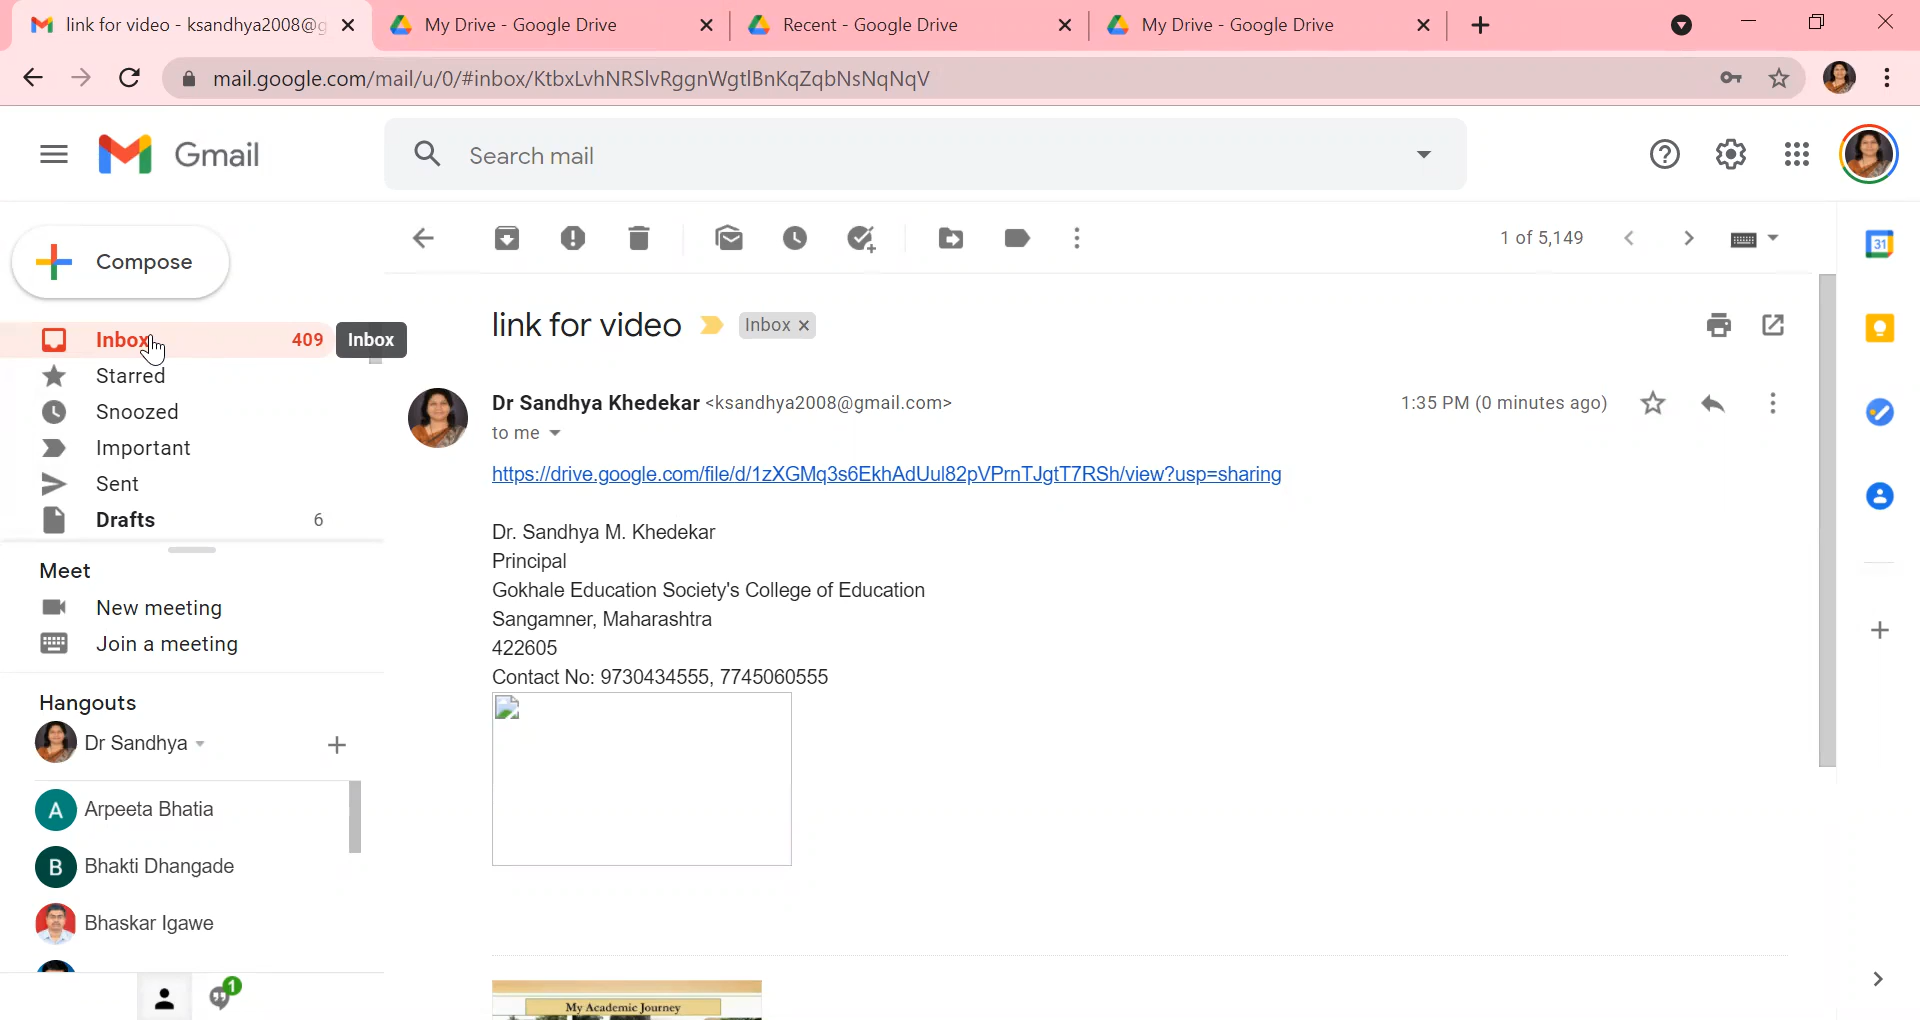 link for video - ksandhya2008@g
My Drive - Google Drive
Recent - Google Drive
My Drive - Google Drive
mail.google.com/mail/u/0/#inbox/KtbxLvhNRSlvRggnWgtlBnKqZqbNsNqNqV
Gmail
Search mail
Compose
1 of 5,149
31
Inbox 409
Inbox
Starred
Snoozed
Important
Sent
Drafts 6
Meet
New meeting
Join a meeting
Hangouts
Dr Sandhya
A Arpeeta Bhatia
B Bhakti Dhangade
Bhaskar Igawe
1
link for video
Inbox
Dr Sandhya Khedekar <ksandhya2008@gmail.com>
1:35 PM (0 minutes ago)
to me
https://drive.google.com/file/d/1zXGMq3s6EkhAdUul82pVPrnTJgtT7RSh/view?usp=sharing
Dr. Sandhya M. Khedekar
Principal
Gokhale Education Society's College of Education
Sangamner, Maharashtra
422605
Contact No: 9730434555, 7745060555
My Academic Journey